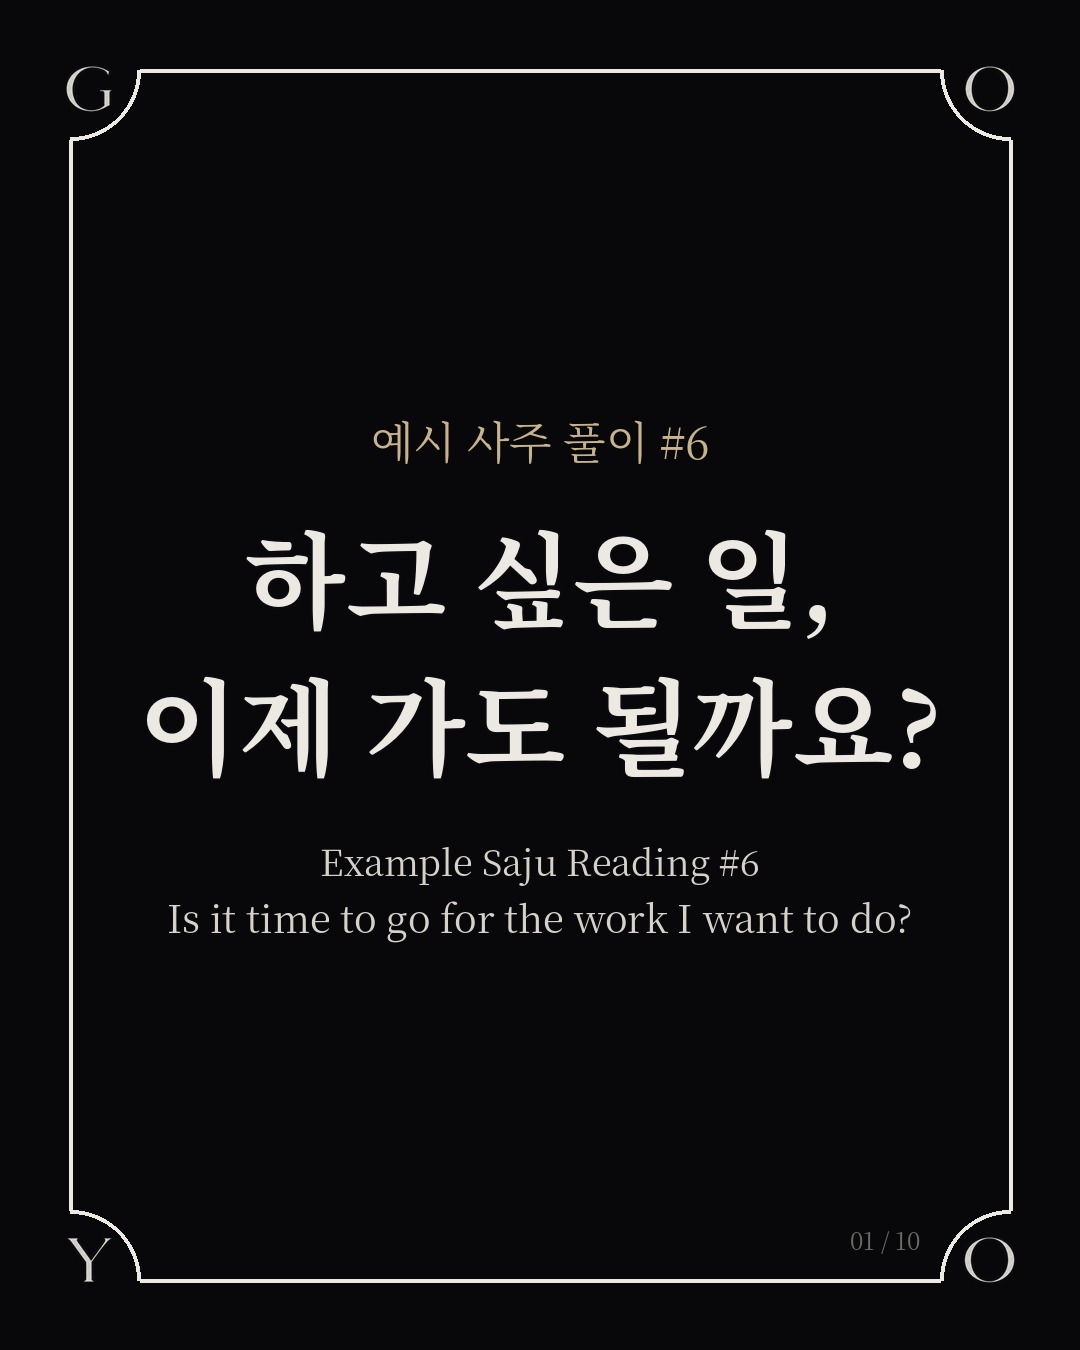 G O
예시 사주 풀이 #6
하고 싶은 일,
이제 가도 될까요?
Example Saju Reading #6
Is it time to go for the work I want to do?
01 / 10
Y O